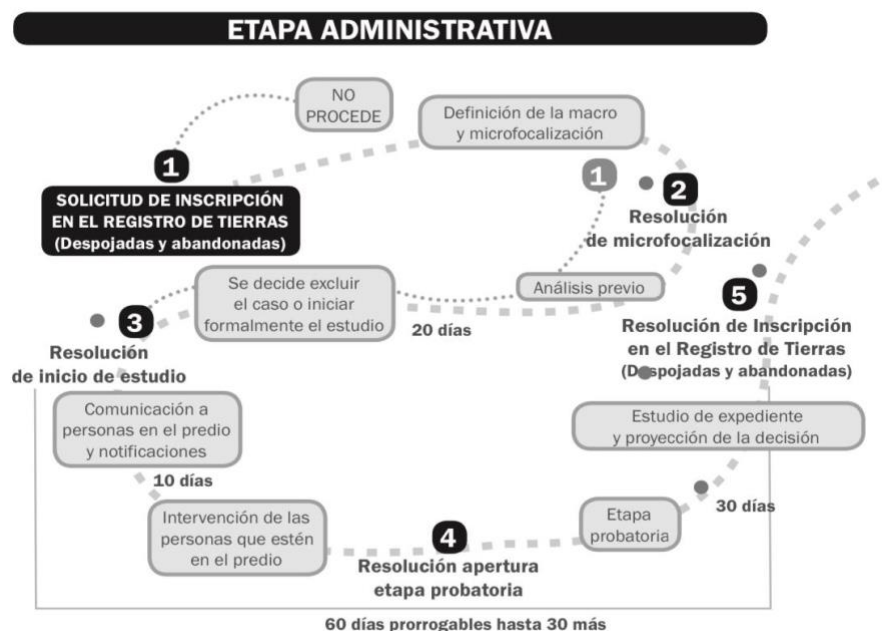 ETAPA ADMINISTRATIVA
NO
PROCEDE
Definición de la macro
y microfocalización
1
SOLICITUD DE INSCRIPCIÓN
EN EL REGISTRO DE TIERRAS
(Despojadas y abandonadas)
1
2
Resolución
de microfocalización
Análisis previo
Se decide excluir
el caso o iniciar
formalmente el estudio
20 días
3
Resolución
de inicio de estudio
5
Resolución de Inscripción
en el Registro de Tierras
(Despojadas y abandonadas)
Comunicación a
personas en el predio
y notificaciones
10 días
Intervención de las
personas que estén
en el predio
4
Resolución apertura
etapa probatoria
Etapa
probatoria
30 días
Estudio de expediente
y proyección de la decisión
60 días prorrogables hasta 30 más